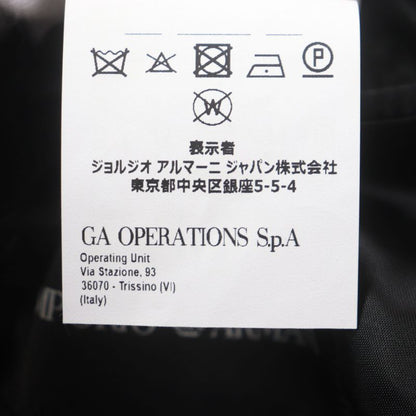 P
W
表示者
ジョルジオ アルマーニ ジャパン株式会社
東京都中央区銀座5-5-4
GA OPERATIONS S.p.A
Operating Unit
Via Stazione, 93
36070 - Trissino (VI)
(Italy)